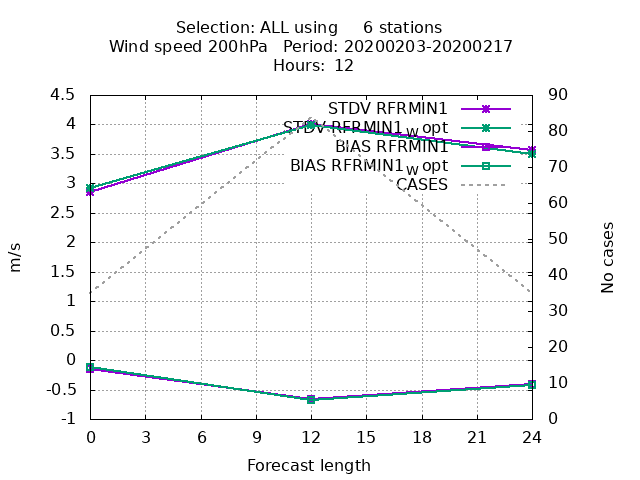 Selection: ALL using 6 stations
Wind speed 200hPa Period: 20200203-20200217
Hours: 12
4.5
4
3.5
3
2.5
2
1.5
1
0.5
0
-0.5
-1
m/s
90
80
70
60
50
40
30
20
10
0
No cases
STDV RFRMIN1
STDV RFRMIN1_W opt
BIAS RFRMIN1
BIAS RFRMIN1_W opt
CASES
0 3 6 9 12 15 18 21 24
Forecast length